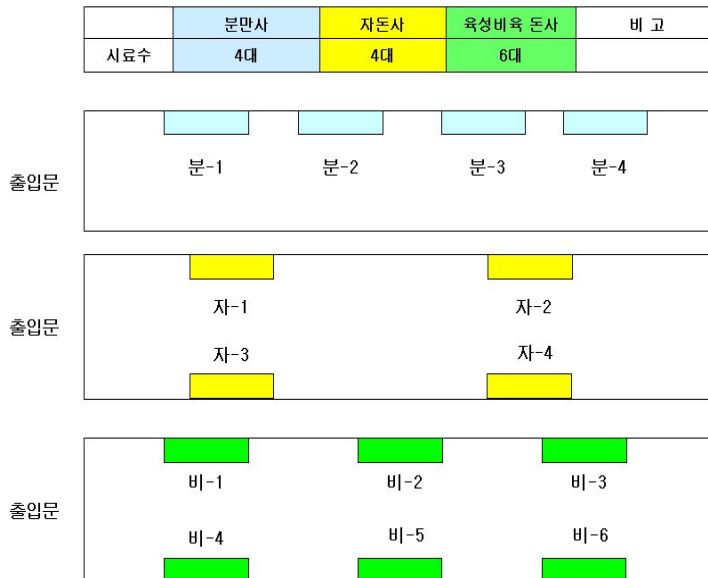 분만사 자돈사 육성비육 돈사 비 고
시료수 4대 4대 6대
분-1 분-2 분-3 분-4
출입문
자-1 자-2
출입문
자-3 자-4
비-1 비-2 비-3
출입문
비-4 비-5 비-6